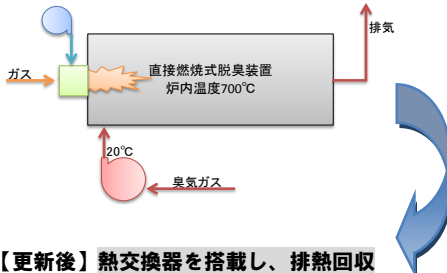 排気
ガス
直接燃焼式脱臭装置
炉内温度700℃
20℃
臭気ガス
【更新後】熱交換器を搭載し、排熱回収